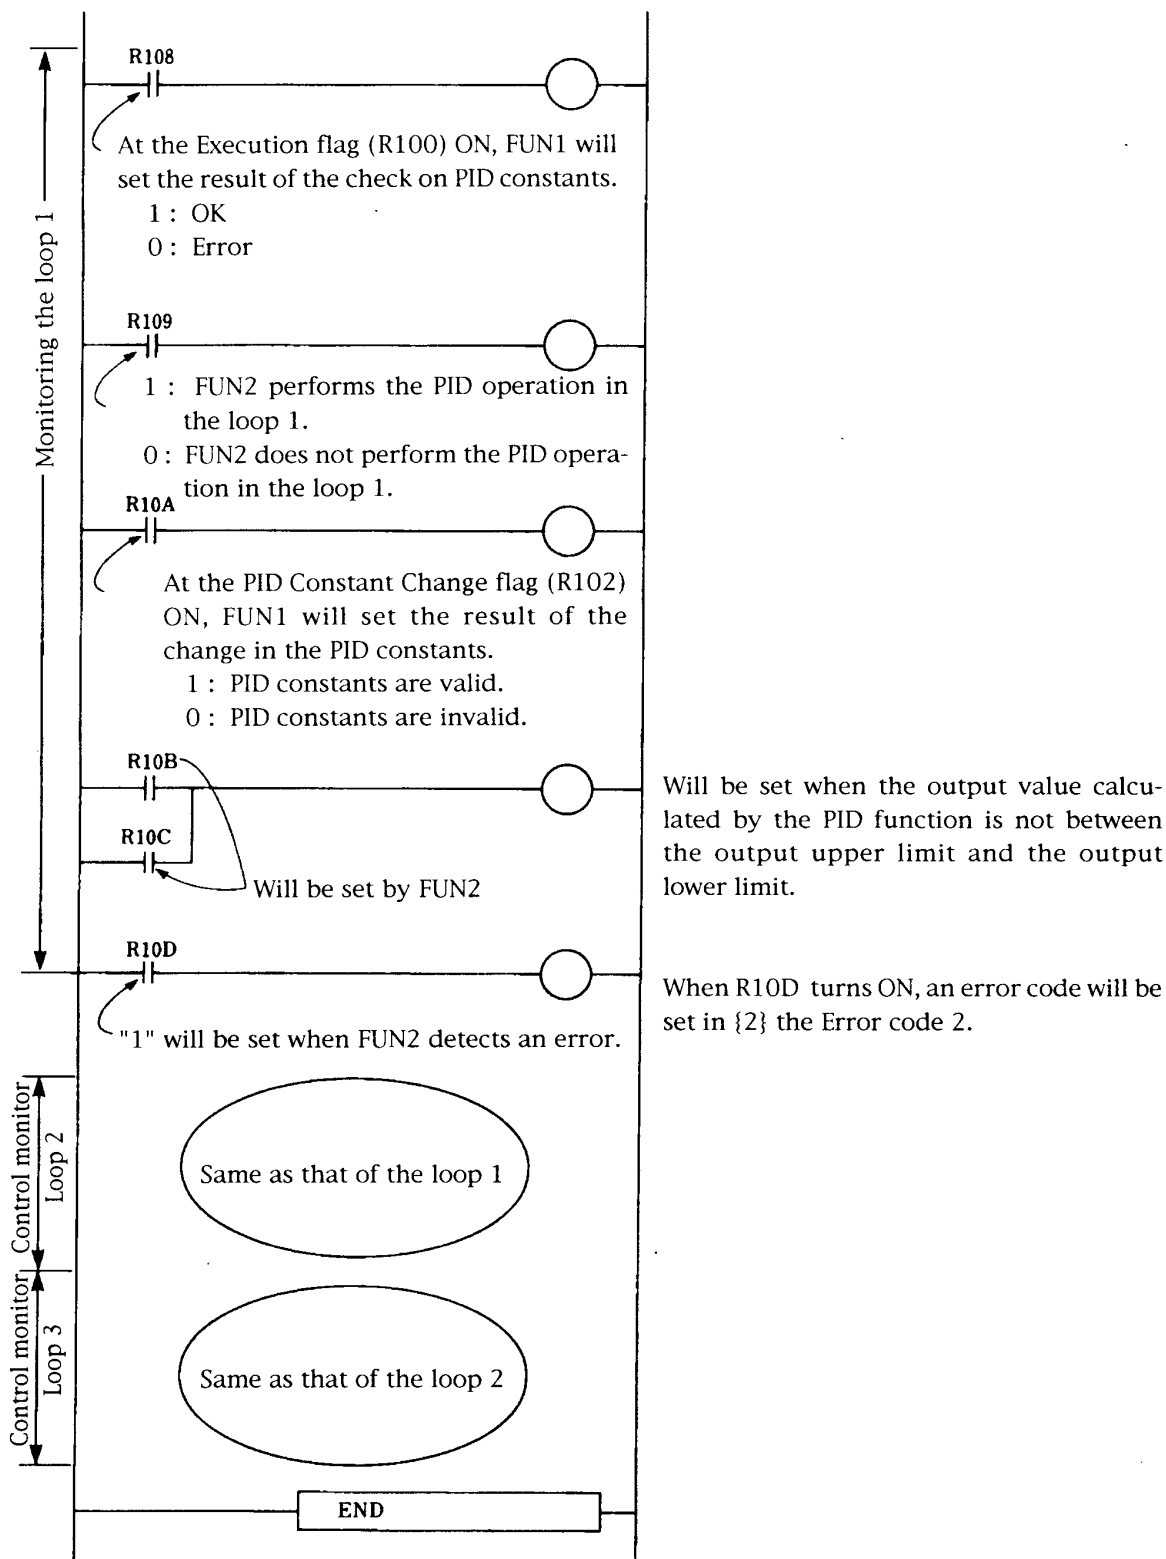 Monitoring the loop 1
R108
At the Execution flag (R100) ON, FUN1 will
set the result of the check on PID constants.
1 : OK
0 : Error
R109
1 : FUN2 performs the PID operation in
the loop 1.
0 : FUN2 does not perform the PID opera-
tion in the loop 1.
R10A
At the PID Constant Change flag (R102)
ON, FUN1 will set the result of the
change in the PID constants.
1 : PID constants are valid.
0 : PID constants are invalid.
R10B
R10C
Will be set by FUN2
Will be set when the output value calcu-
lated by the PID function is not between
the output upper limit and the output
lower limit.
R10D
"1" will be set when FUN2 detects an error.
When R10D turns ON, an error code will be
set in {2} the Error code 2.
Control monitor
Loop 2
Same as that of the loop 1
Control monitor
Loop 3
Same as that of the loop 2
END